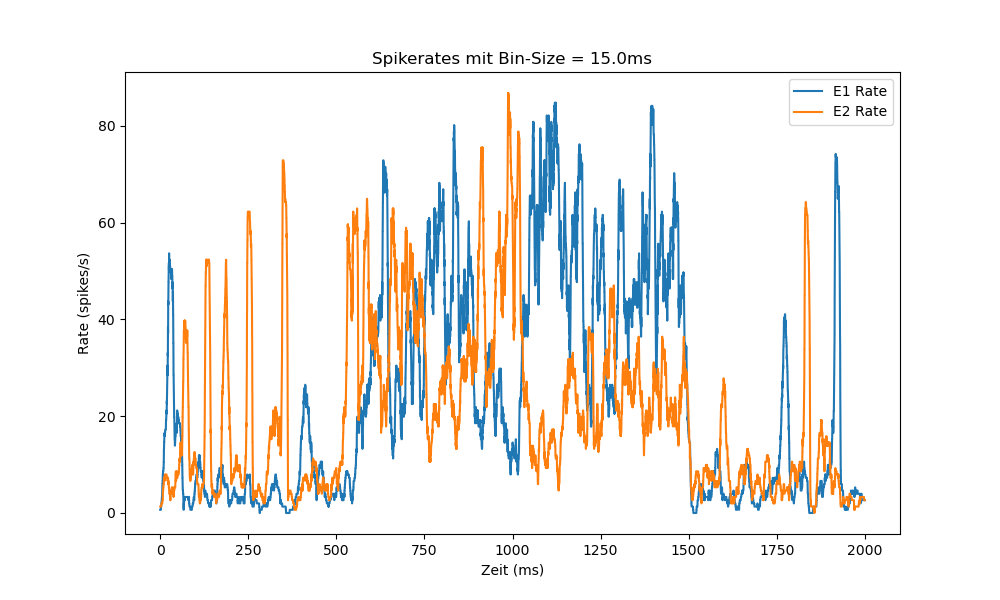 Spikerates mit Bin-Size = 15.0ms
E1 Rate
E2 Rate
Rate (spikes/s)
80
60
40
20
0
0 250 500 750 1000 1250 1500 1750 2000
Zeit (ms)